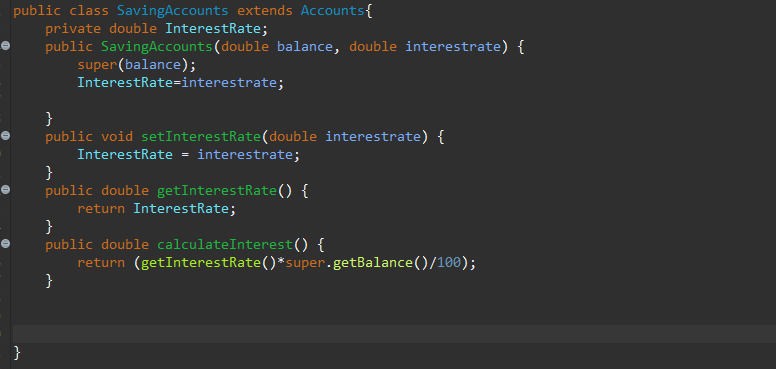 public class SavingAccounts extends Accounts{
    private double InterestRate;
    public SavingAccounts(double balance, double interestrate) {
        super(balance);
        InterestRate=interestrate;
    }
    public void setInterestRate(double interestrate) {
        InterestRate = interestrate;
    }
    public double getInterestRate() {
        return InterestRate;
    }
    public double calculateInterest() {
        return (getInterestRate()*super.getBalance()/100);
    }
}